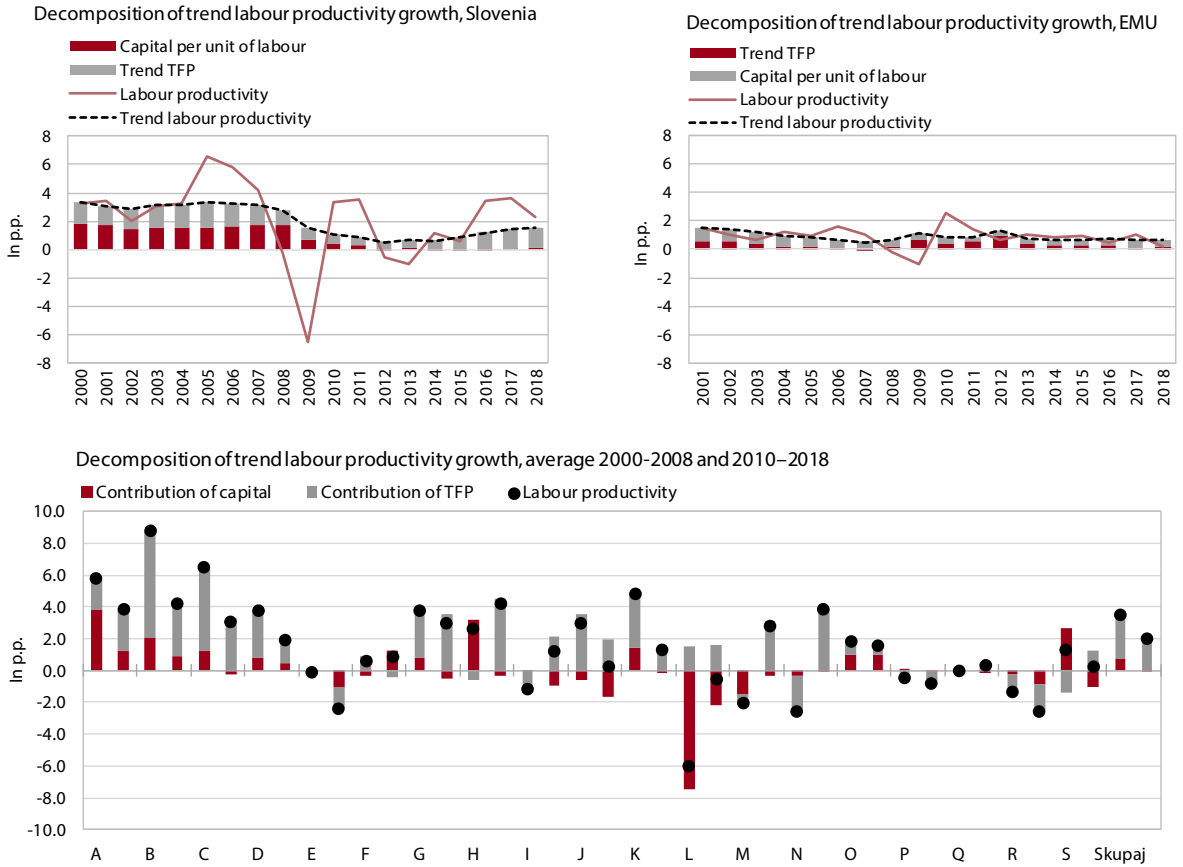 Decomposition of trend labour productivity growth, Slovenia
Capital per unit of labour
Trend TFP
Labour productivity
Trend labour productivity
8
6
4
2
0
-2
-4
-6
-8
In p.p.
2000 2001 2002 2003 2004 2005 2006 2007 2008 2009 2010 2011 2012 2013 2014 2015 2016 2017 2018
Decomposition of trend labour productivity growth, EMU
Trend TFP
Capital per unit of labour
Labour productivity
Trend labour productivity
8
6
4
2
0
-2
-4
-6
-8
In p.p.
2001 2002 2003 2004 2005 2006 2007 2008 2009 2010 2011 2012 2013 2014 2015 2016 2017 2018
Decomposition of trend labour productivity growth, average 2000-2008 and 2010–2018
Contribution of capital Contribution of TFP Labour productivity
10.0
8.0
6.0
4.0
2.0
0.0
-2.0
-4.0
-6.0
-8.0
-10.0
In p.p.
A B C D E F G H I J K L M N O P Q R S Skupaj